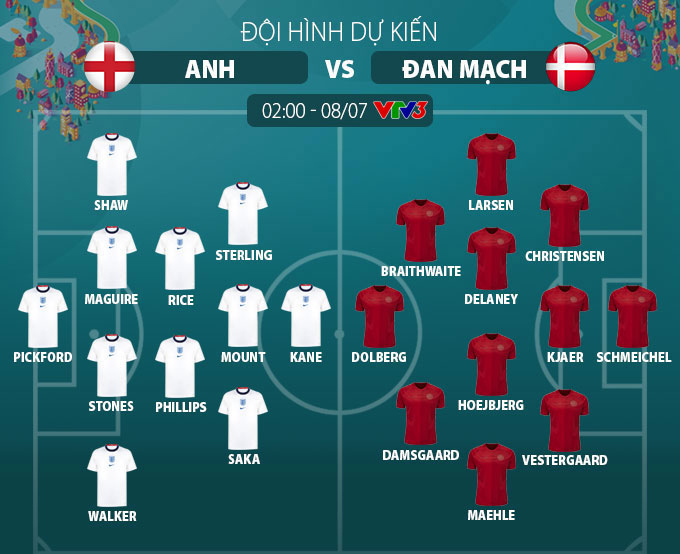 ĐỘI HÌNH DỰ KIẾN
ANH VS ĐAN MẠCH
02:00 - 08/07 VTV3
SHAW
STERLING
MAGUIRE
RICE
PICKFORD
MOUNT
KANE
STONES
PHILLIPS
SAKA
WALKER
LARSEN
CHRISTENSEN
BRAITHWAITE
DELANEY
DOLBERG
KJAER
SCHMEICHEL
HOEJBJERG
DAMSGAARD
VESTERGAARD
MAEHLE